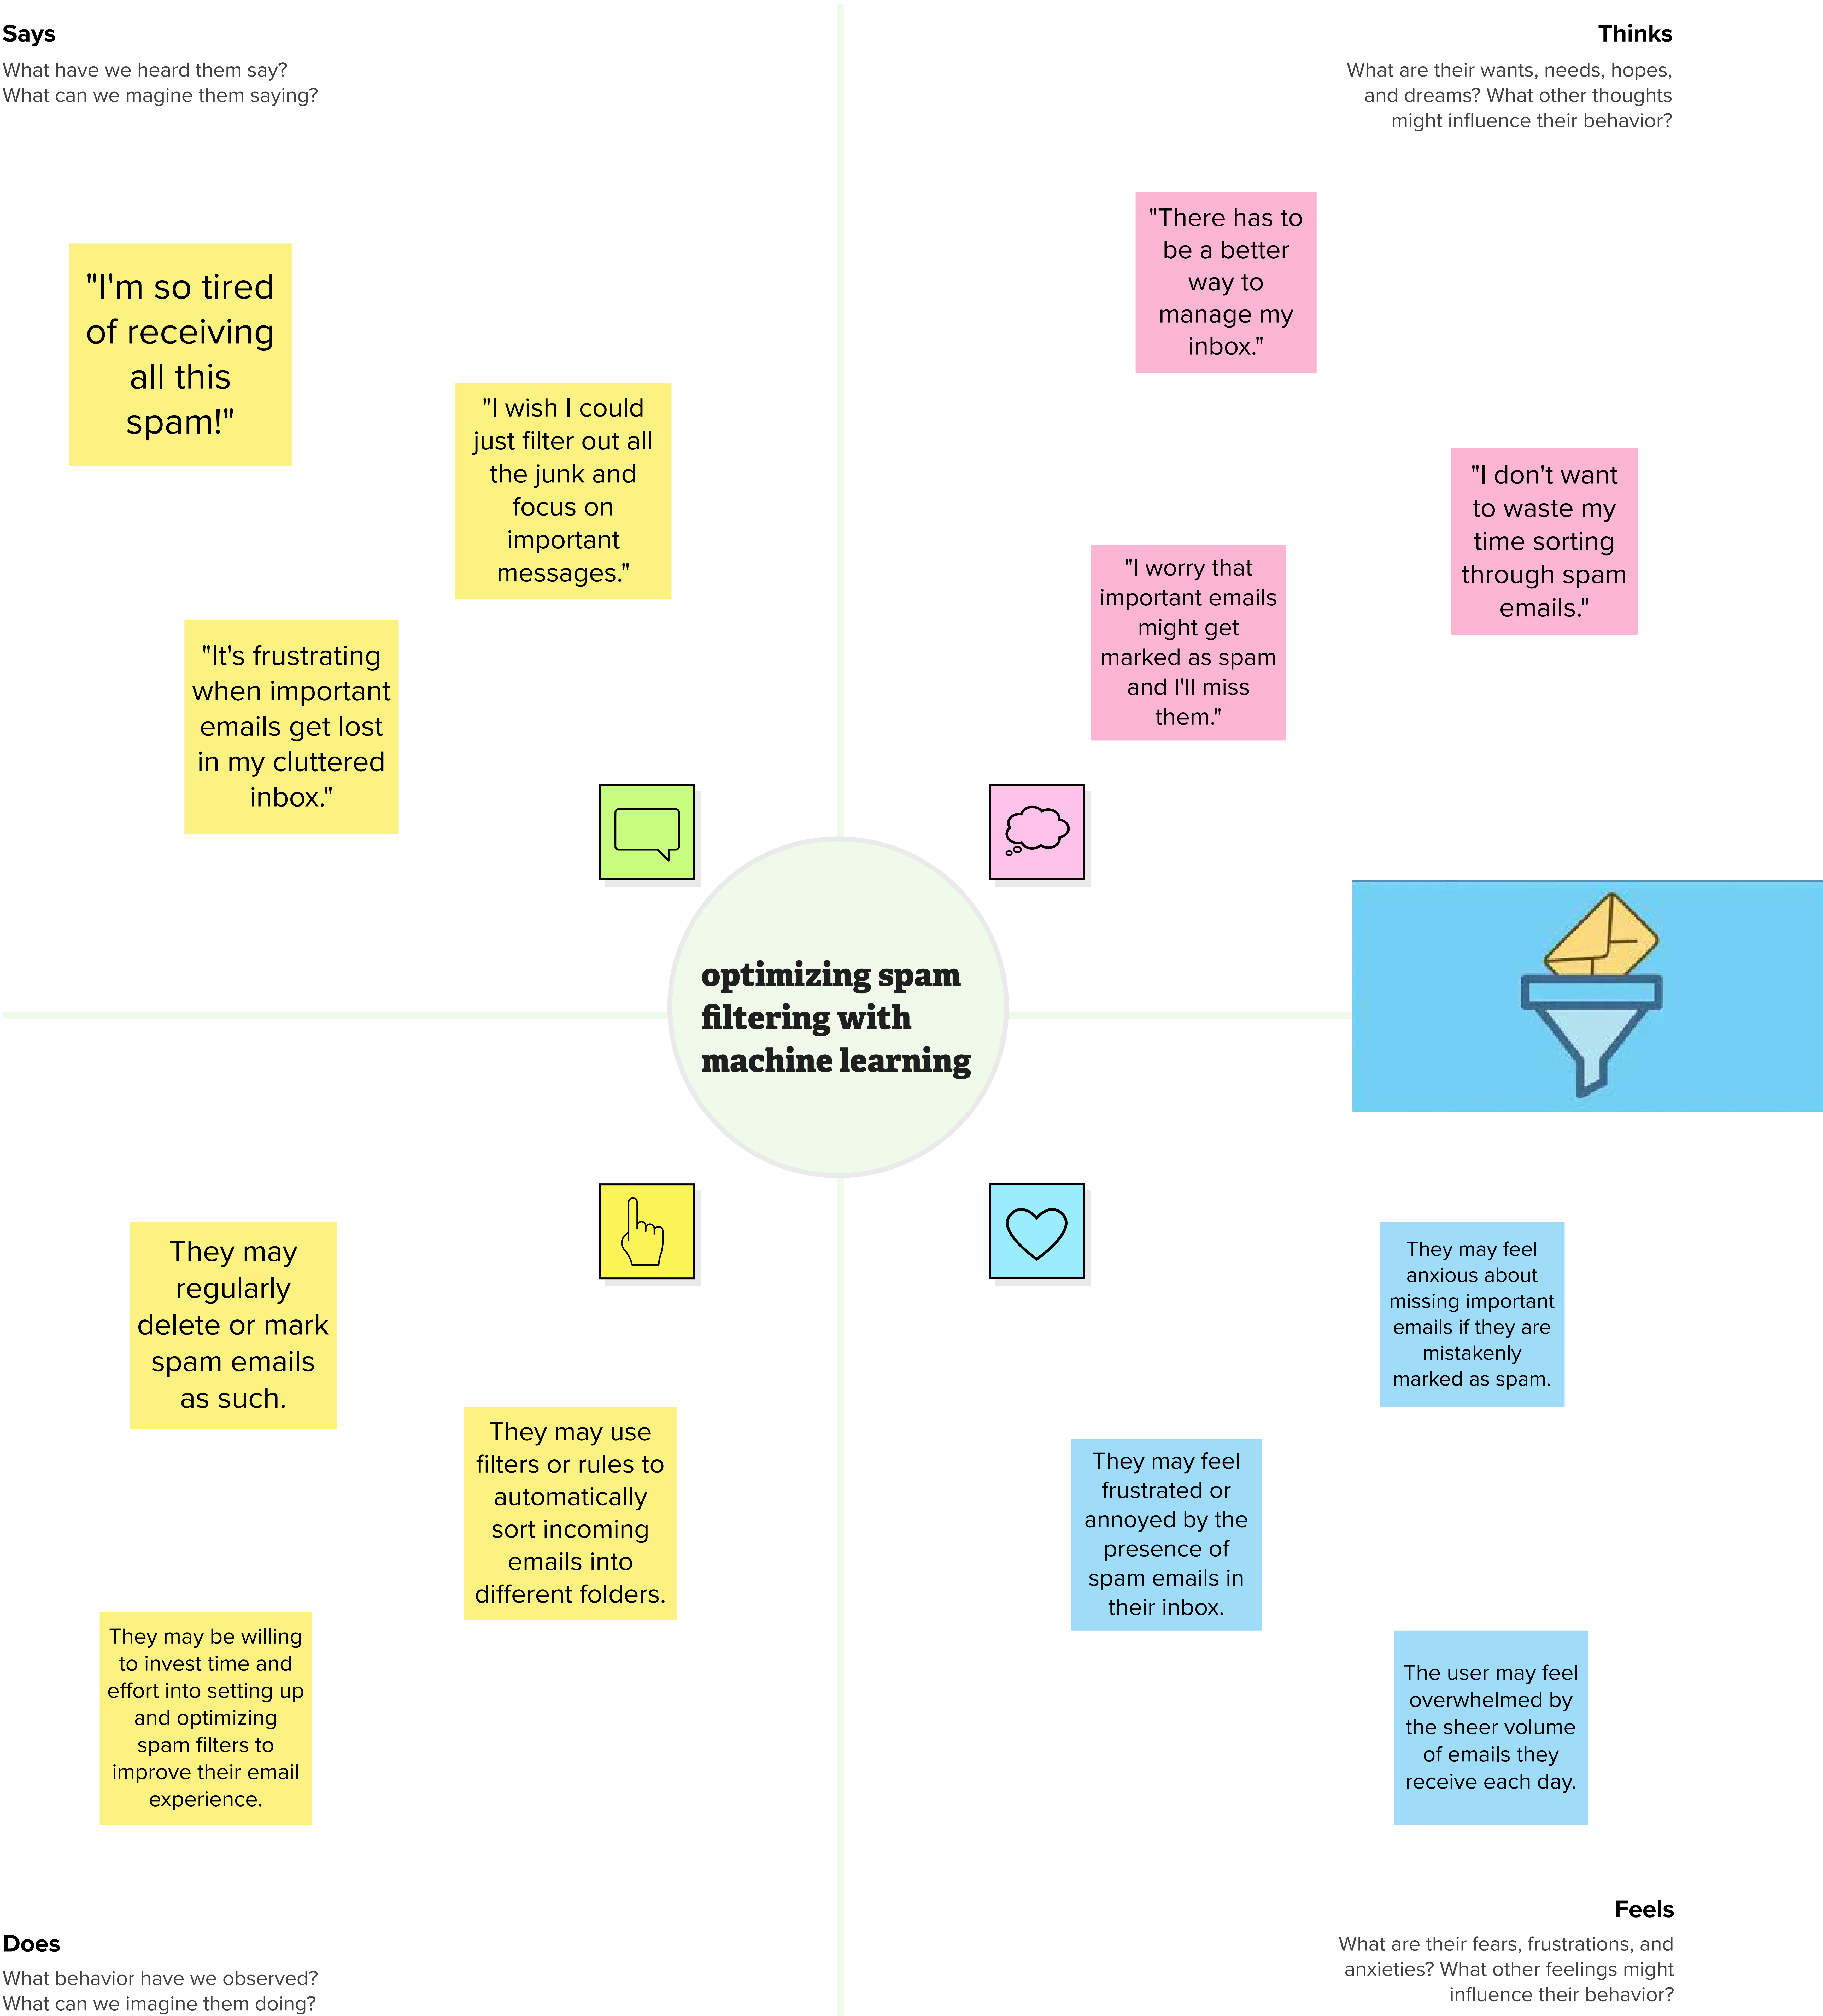 Says
What have we heard them say?
What can we magine them saying?
Thinks
What are their wants, needs, hopes,
and dreams? What other thoughts
might influence their behavior?
"I'm so tired
of receiving
all this
spam!"
"I wish I could
just filter out all
the junk and
focus on
important
messages."
"It's frustrating
when important
emails get lost
in my cluttered
inbox."
"There has to
be a better
way to
manage my
inbox."
"I don't want
to waste my
time sorting
through spam
emails."
"I worry that
important emails
might get
marked as spam
and I'll miss
them."
optimizing spam
filtering with
machine learning
They may
regularly
delete or mark
spam emails
as such.
They may use
filters or rules to
automatically
sort incoming
emails into
different folders.
They may be willing
to invest time and
effort into setting up
and optimizing
spam filters to
improve their email
experience.
They may feel
anxious about
missing important
emails if they are
mistakenly
marked as spam.
They may feel
frustrated or
annoyed by the
presence of
spam emails in
their inbox.
The user may feel
overwhelmed by
the sheer volume
of emails they
receive each day.
Does
What behavior have we observed?
What can we imagine them doing?
Feels
What are their fears, frustrations, and
anxieties? What other feelings might
influence their behavior?